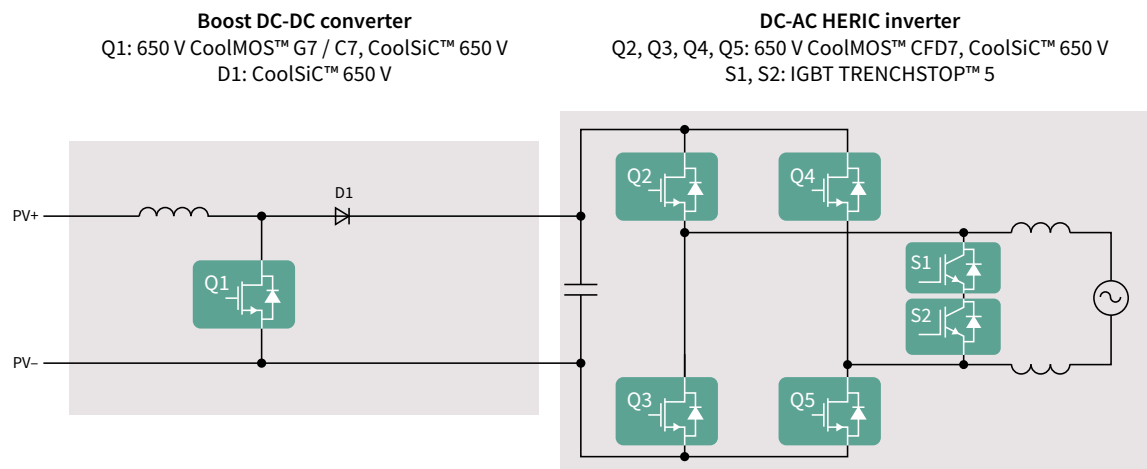 Boost DC-DC converter
Q1: 650 V CoolMOS™ G7 / C7, CoolSiC™ 650 V
D1: CoolSiC™ 650 V
DC-AC HERIC inverter
Q2, Q3, Q4, Q5: 650 V CoolMOS™ CFD7, CoolSiC™ 650 V
S1, S2: IGBT TRENCHSTOP™ 5
PV+
D1
Q1
PV–
Q2
Q4
S1
S2
Q3
Q5